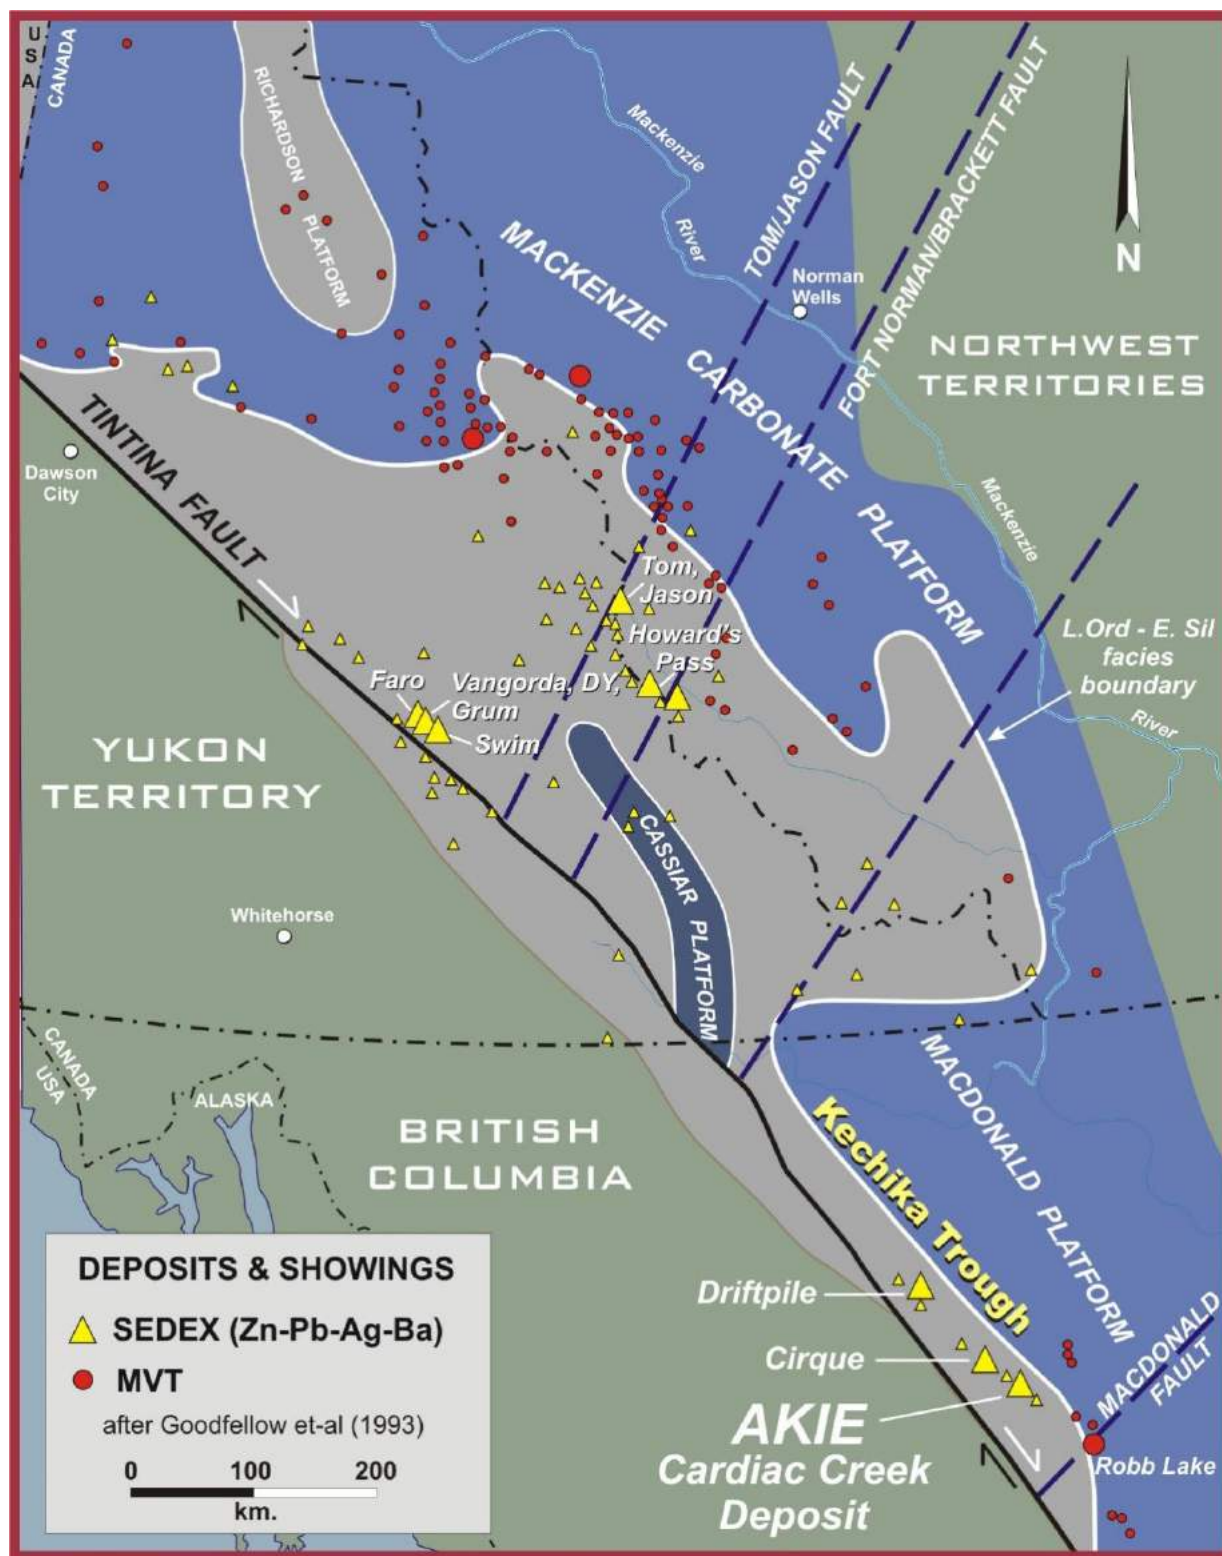 U
S
A
CANADA
RICHARDSON
PLATFORM
Mackenzie
River
TOM/JASON FAULT
FORT NORMAN/BRACKETT FAULT
N
MACKENZIE CARBONATE PLATFORM
Norman
Wells
NORTHWEST
TERRITORIES
TINTINA FAULT
Dawson
City
Mackenzie
River
Tom,
Jason
Howard's
Pass
L.Ord - E. Sil
facies
boundary
Faro
Vangorda, DY,
Grum
Swim
YUKON
TERRITORY
CASSIAR PLATFORM
Whitehorse
CANADA
USA
ALASKA
BRITISH
COLUMBIA
MACDONALD PLATFORM
Kechika Trough
Driftpile
Cirque
AKIE
Cardiac Creek
Deposit
MACDONALD
FAULT
Robb Lake
DEPOSITS & SHOWINGS
SEDEX (Zn-Pb-Ag-Ba)
MVT
after Goodfellow et-al (1993)
0 100 200
km.